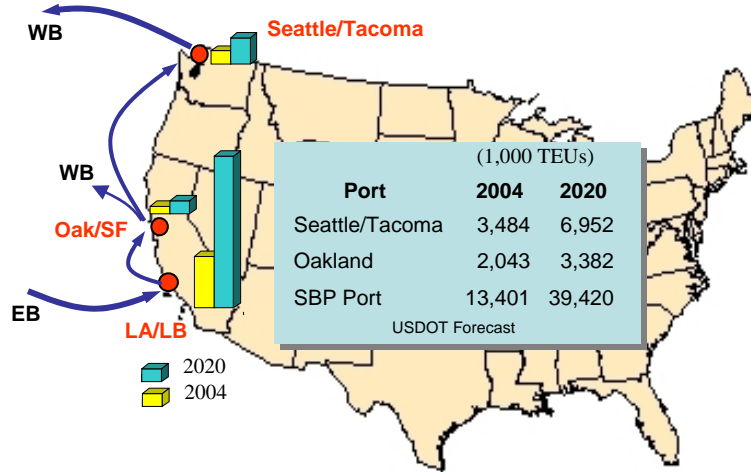 WB
Seattle/Tacoma
WB
Oak/SF
EB
LA/LB
(1,000 TEUs)
Port 2004 2020
Seattle/Tacoma 3,484 6,952
Oakland 2,043 3,382
SBP Port 13,401 39,420
USDOT Forecast
2020
2004